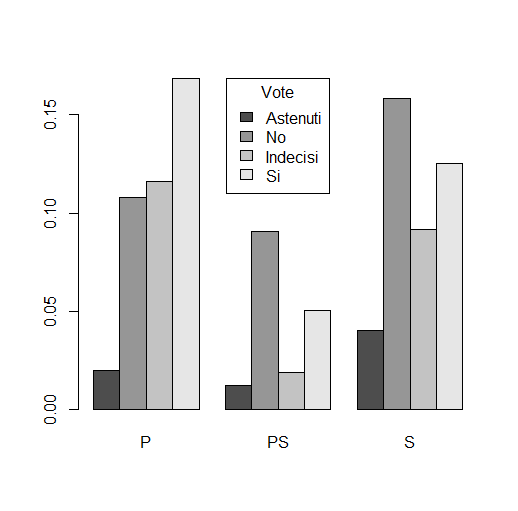 Vote
Astenuti
No
Indecisi
Si
0.15
0.10
0.05
0.00
P PS S